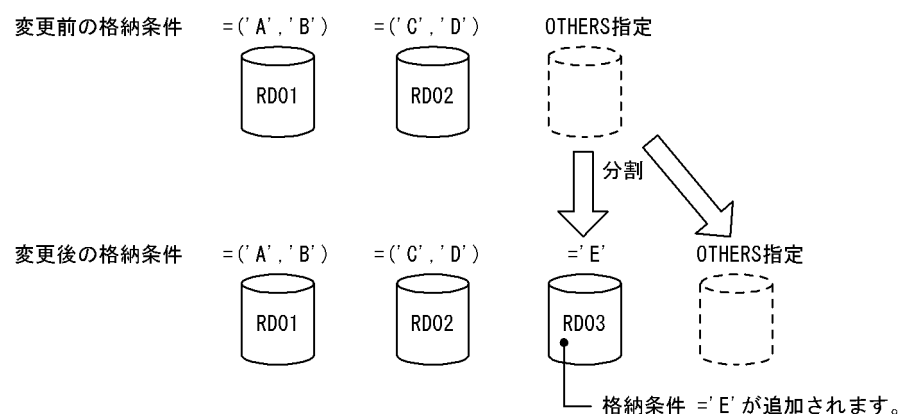 変更前の格納条件 =('A','B') =('C','D') OTHERS指定
RD01 RD02
分割
変更後の格納条件 =('A','B') =('C','D') ='E' OTHERS指定
RD01 RD02 RD03
格納条件 ='E'が追加されます。